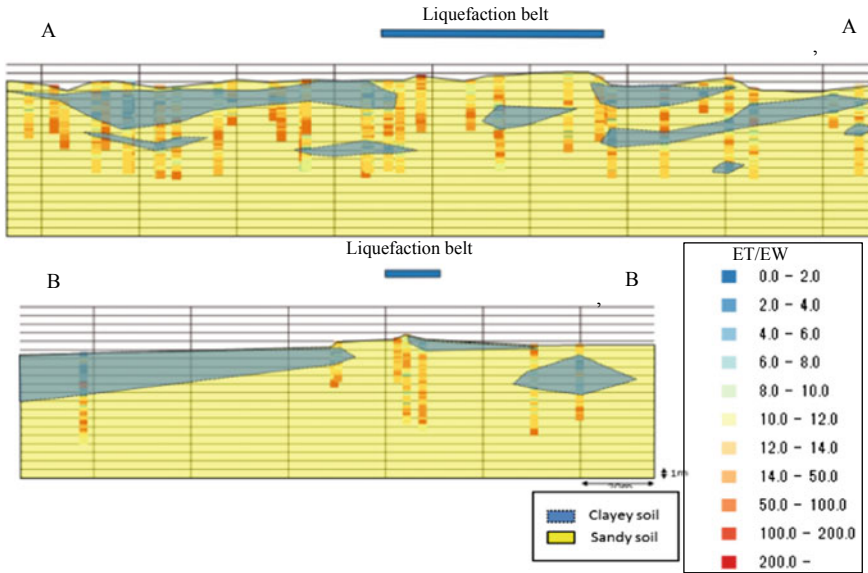 Liquefaction belt
A A
,
Liquefaction belt
B B
,
ET/EW
0.0 – 2.0
2.0 – 4.0
4.0 – 6.0
6.0 – 8.0
8.0 – 10.0
10.0 – 12.0
12.0 – 14.0
14.0 – 50.0
50.0 – 100.0
100.0 – 200.0
200.0 –
1m
Clayey soil
Sandy soil